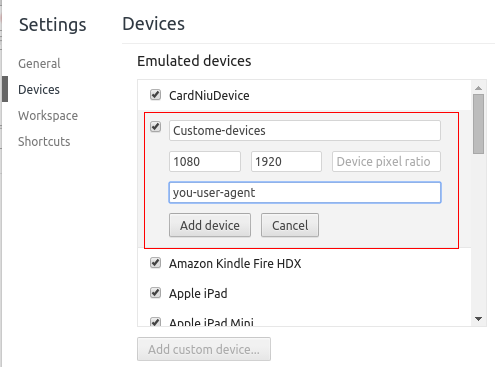 Settings
Devices
General
Devices
Workspace
Shortcuts
Emulated devices
CardNiuDevice
Custome-devices
1080 1920 Device pixel ratio
you-user-agent
Add device Cancel
Amazon Kindle Fire HDX
Apple iPad
Apple iPad Mini
Add custom device...